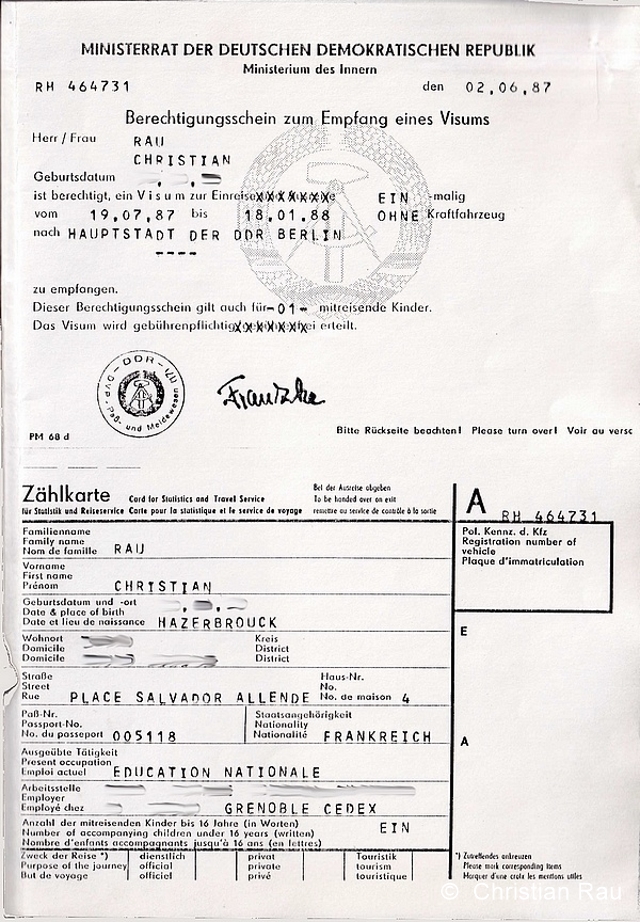 MINISTERRAT DER DEUTSCHEN DEMOKRATISCHEN REPUBLIK
Ministerium des Innern
RH 464731 den 02,06,87
Berechtigungsschein zum Empfang eines Visums
Herr / Frau RAU
CHRISTIAN
Geburtsdatum
ist berechtigt, ein Visum zur Einreise EIN -malig
vom 19,07,87 bis 18,01,88 OHNE Kraftfahrzeug
nach HAUPTSTADT DER DDR BERLIN
----
zu empfangen.
Dieser Berechtigungsschein gilt auch für -01- mitreisende Kinder.
Das Visum wird gebührenpflichtig erteilt.
DDR
DVP, Paß- und Meldewesen
Frantzke
PM 68 d
Bitte Rückseite beachten! Please turn over! Voir au verso
Zählkarte Card for Statistics and Travel Service
für Statistik und Reiseservice Carte pour la statistique et le service de voyage
Bei der Ausreise abgeben
To be handed over on exit
remettre au service de contrôle à la sortie
A RH 464731
Pol. Kennz. d. Kfz
Registration number of
vehicle
Plaque d'immatriculation
Familienname
Family name
Nom de famille RAU
Vorname
First name
Prénom CHRISTIAN
Geburtsdatum und -ort
Date & place of birth
Date et lieu de naissance HAZERBROUCK
E
Wohnort Kreis
Domicile District
Domicile District
Straße Haus-Nr.
Street No.
Rue PLACE SALVADOR ALLENDE No. de maison 4
Paß-Nr. Staatsangehörigkeit
Passport-No. Nationality
No. du passeport 005118 Nationalité FRANKREICH
A
Ausgeübte Tätigkeit
Present occupation
Emploi actuel EDUCATION NATIONALE
Arbeitsstelle
Employer
Employé chez GRENOBLE CEDEX
Anzahl der mitreisenden Kinder bis 16 Jahre (in Worten)
Number of accompanying children under 16 years (written) EIN
Nombre d'enfants accompagnants jusqu'à 16 ans (en lettres)
Zweck der Reise *) dienstlich privat Touristik
Purpose of the journey official private tourism
But de voyage officiel privé touristique
*) Zutreffendes ankreuzen
Please mark corresponding items
Marquer d'une croix les mentions utiles
© Christian Rau